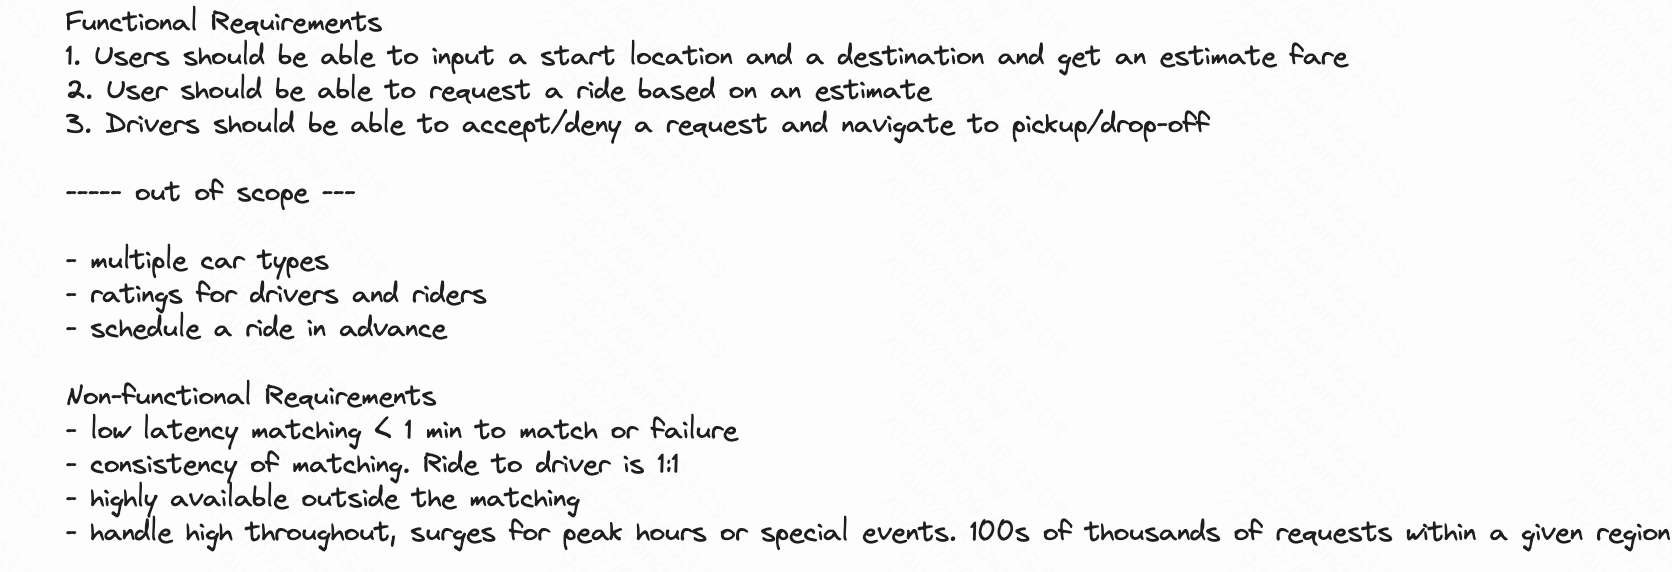 Functional Requirements
1. Users should be able to input a start location and a destination and get an estimate fare
2. User should be able to request a ride based on an estimate
3. Drivers should be able to accept/deny a request and navigate to pickup/drop-off
----- out of scope ---
- multiple car types
- ratings for drivers and riders
- schedule a ride in advance
Non-functional Requirements
- low latency matching < 1 min to match or failure
- consistency of matching. Ride to driver is 1:1
- highly available outside the matching
- handle high throughout, surges for peak hours or special events. 100s of thousands of requests within a given region